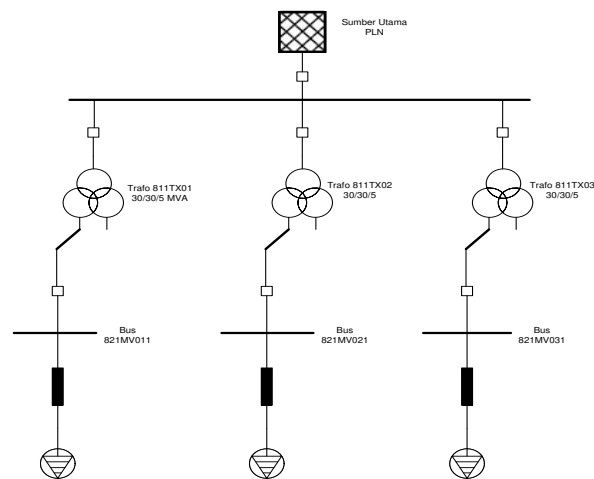 Sumber Utama
PLN
Trafo 811TX01
30/30/5 MVA
Trafo 811TX02
30/30/5
Trafo 811TX03
30/30/5
Bus
821MV011
Bus
821MV021
Bus
821MV031